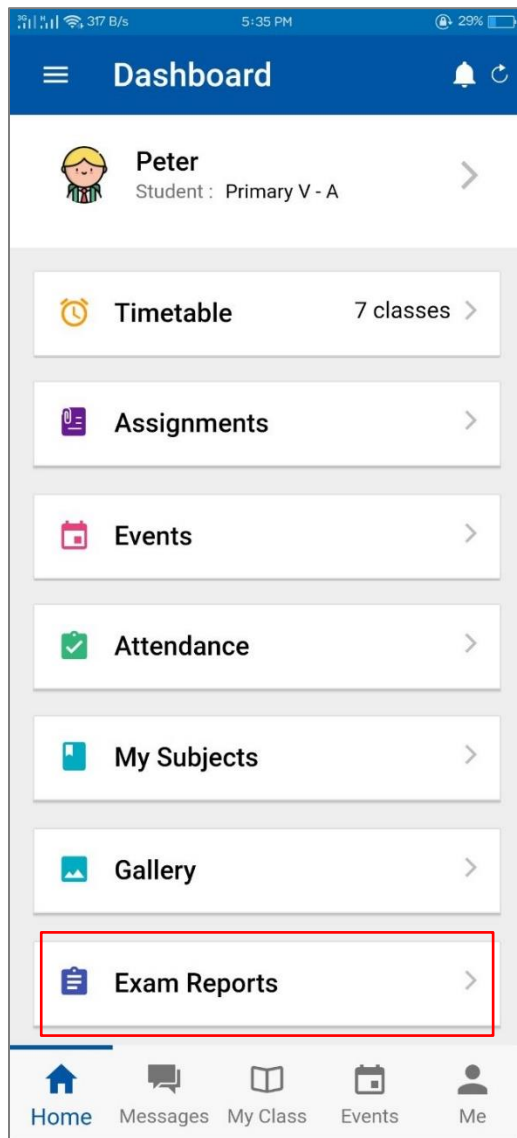 3G 317 B/s 5:35 PM 29%
Dashboard
Peter
Student : Primary V - A
Timetable 7 classes
Assignments
Events
Attendance
My Subjects
Gallery
Exam Reports
Home Messages My Class Events Me